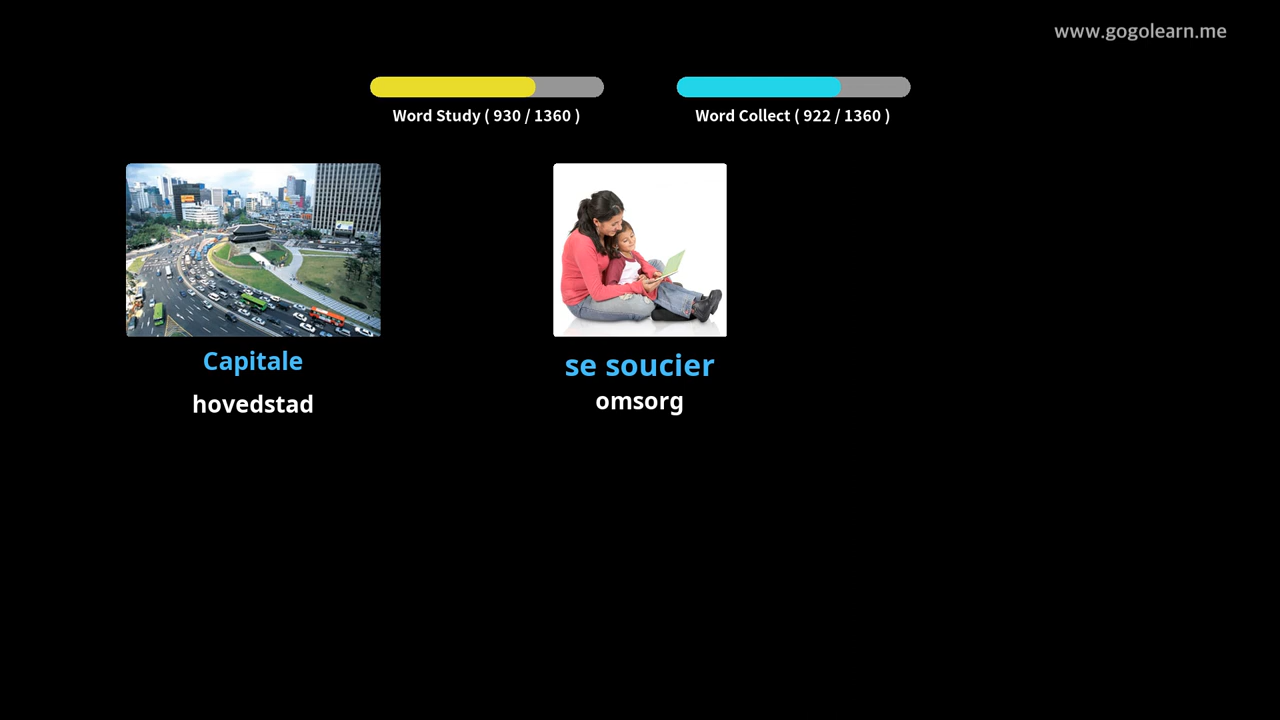 www.gogolearn.me
Word Study ( 930 / 1360 )
Word Collect ( 922 / 1360 )
Capitale
hovedstad
se soucier
omsorg